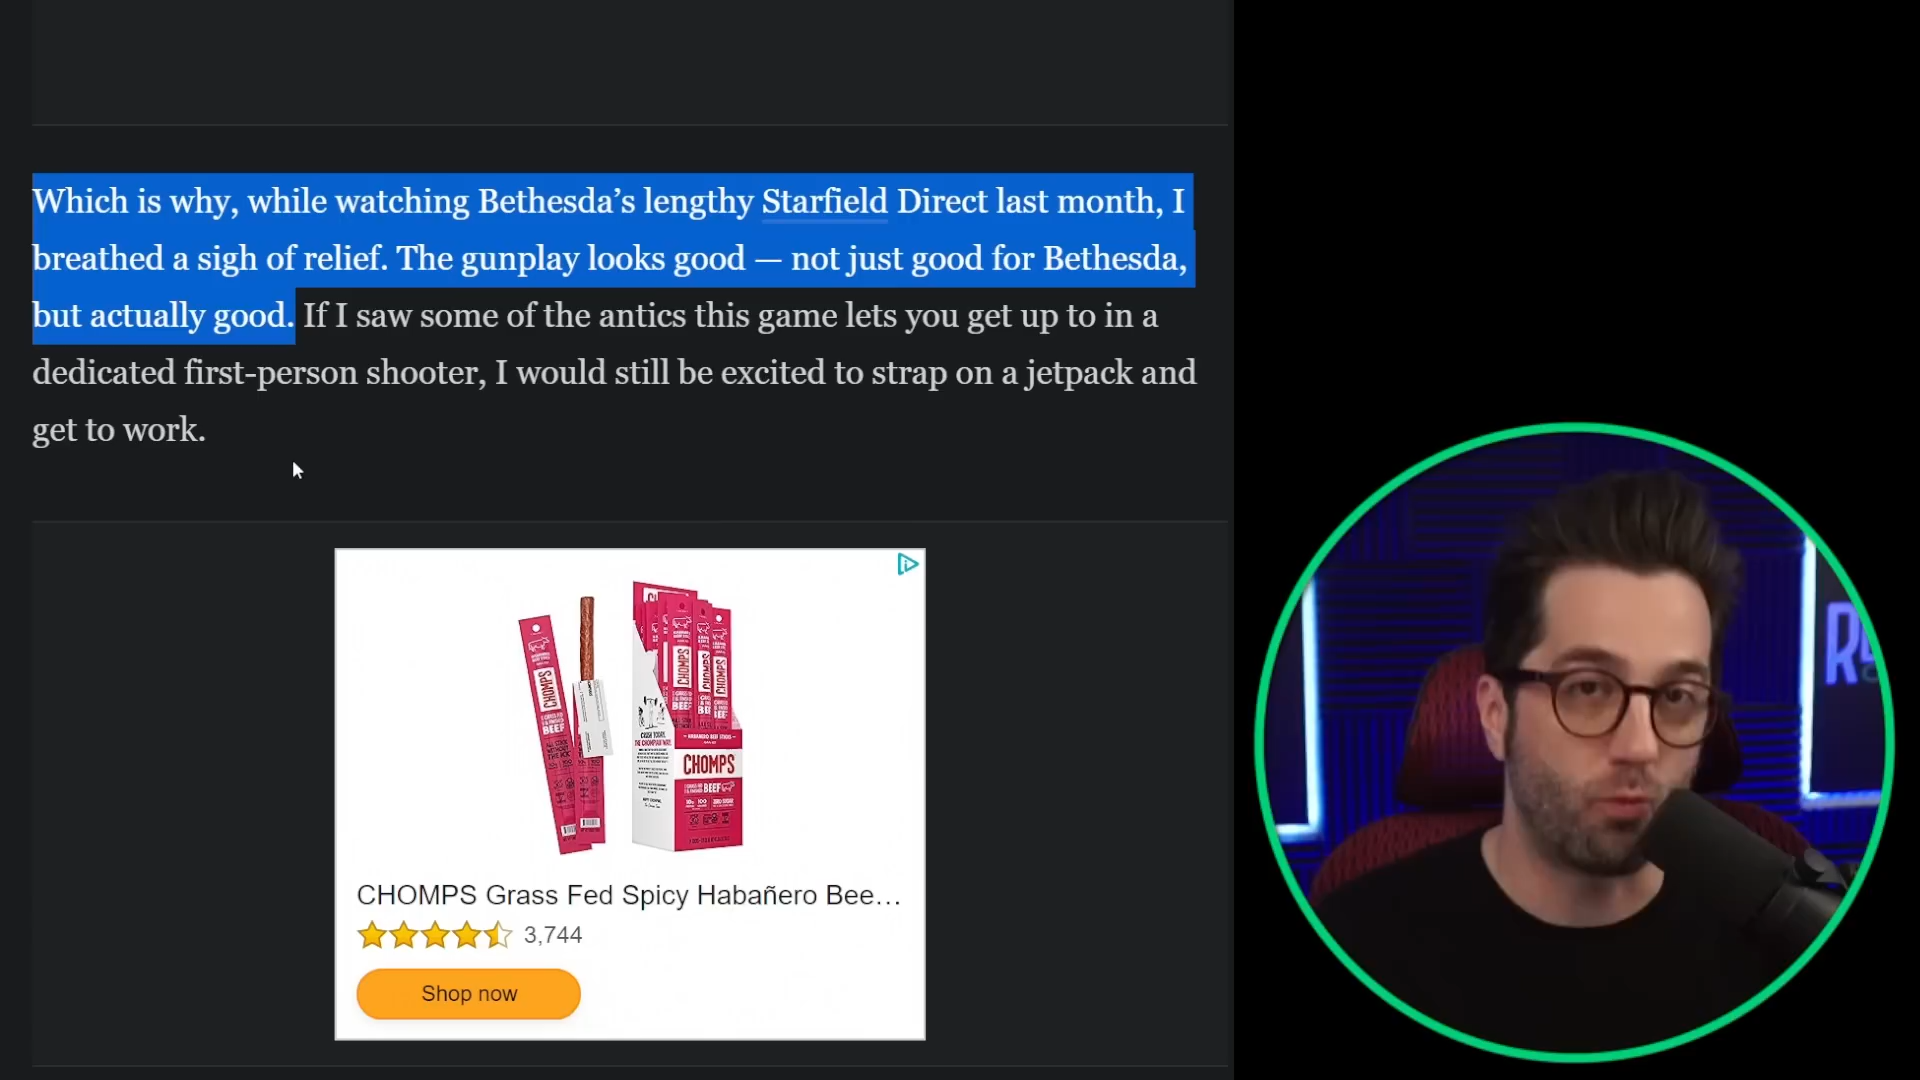 Which is why, while watching Bethesda’s lengthy Starfield Direct last month, I
breathed a sigh of relief. The gunplay looks good — not just good for Bethesda,
but actually good. If I saw some of the antics this game lets you get up to in a
dedicated first-person shooter, I would still be excited to strap on a jetpack and
get to work.
CHOMPS
CHOMPS
BEEF
CHOMPS Grass Fed Spicy Habañero Bee…
3,744
Shop now